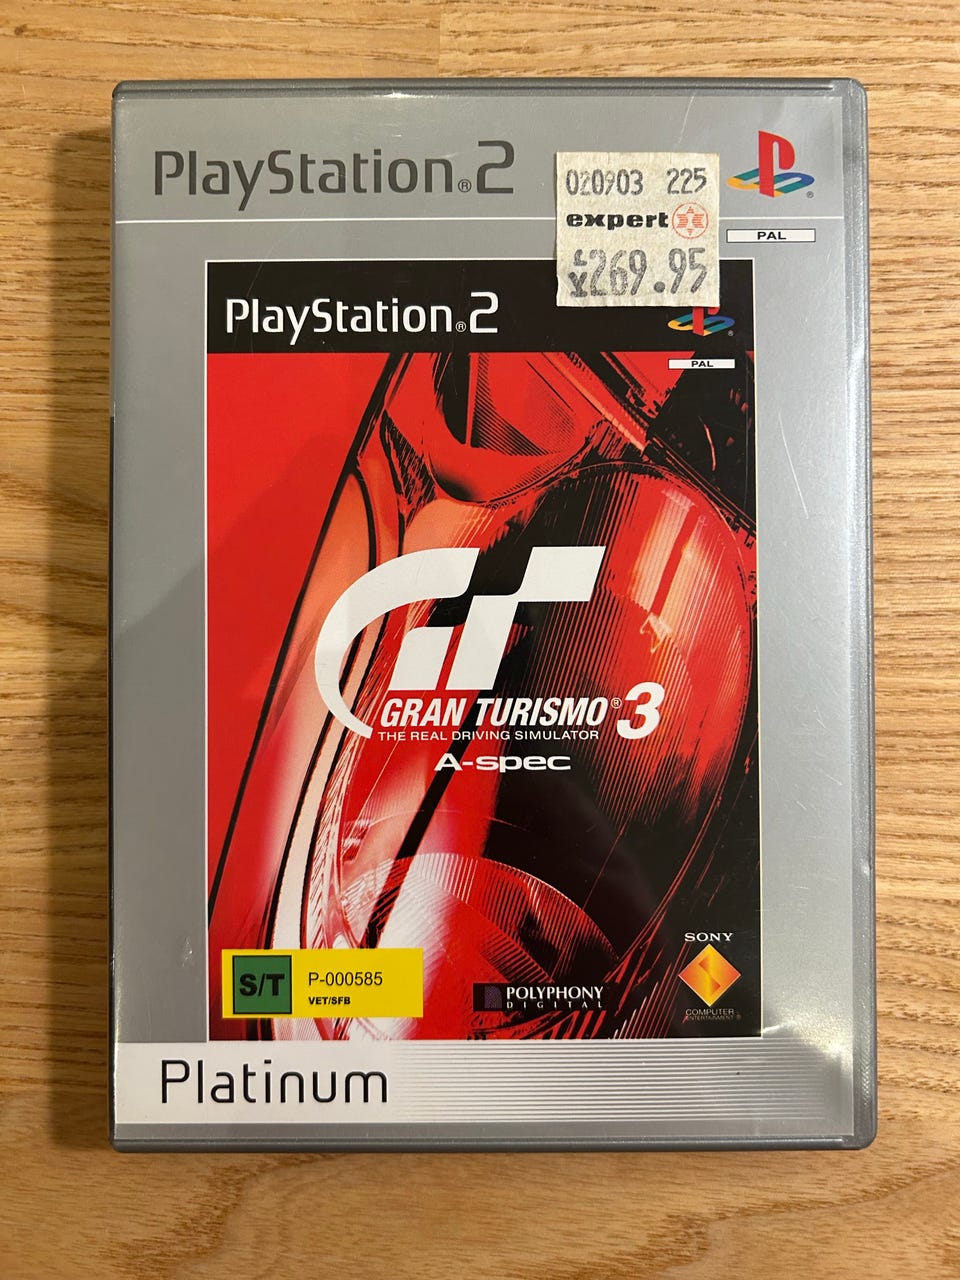 PlayStation®2
020903 225
expert
269.95
PAL
PlayStation®2
PAL
GRAN TURISMO® 3
THE REAL DRIVING SIMULATOR
A-spec
S/T
P-000585
VET/SFB
POLYPHONY
DIGITAL
SONY
COMPUTER
ENTERTAINMENT®
Platinum